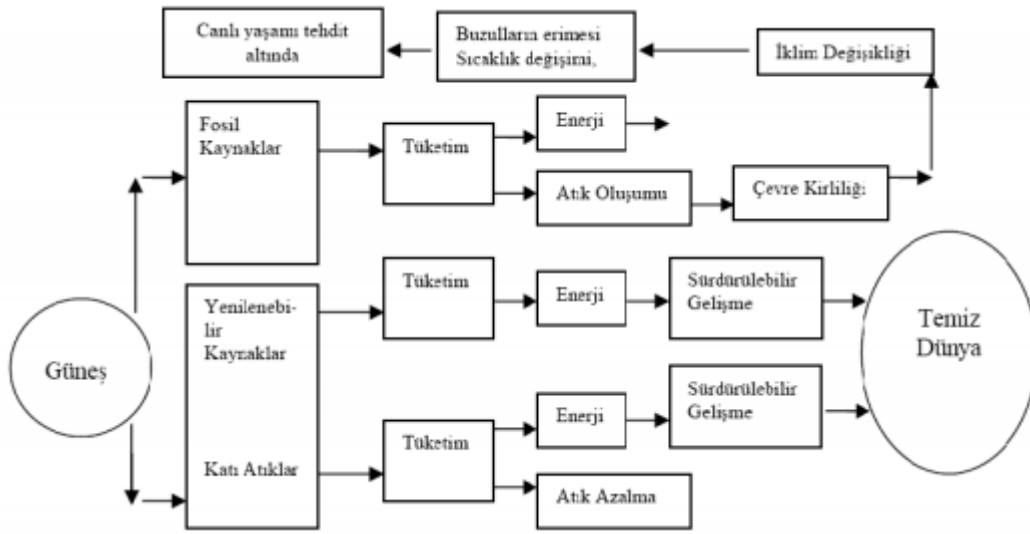 Canlı yaşamı tehdit
altında
Buzulların erimesi
Sıcaklık değişimi,
İklim Değişikliği
Fosil
Kaynaklar
Tüketim
Enerji
Atık Oluşumu
Çevre Kirliliği
Güneş
Yenilenebi-
lir
Kaynaklar
Tüketim
Enerji
Sürdürülebilir
Gelişme
Temiz
Dünya
Katı Atıklar
Tüketim
Enerji
Sürdürülebilir
Gelişme
Atık Azalma